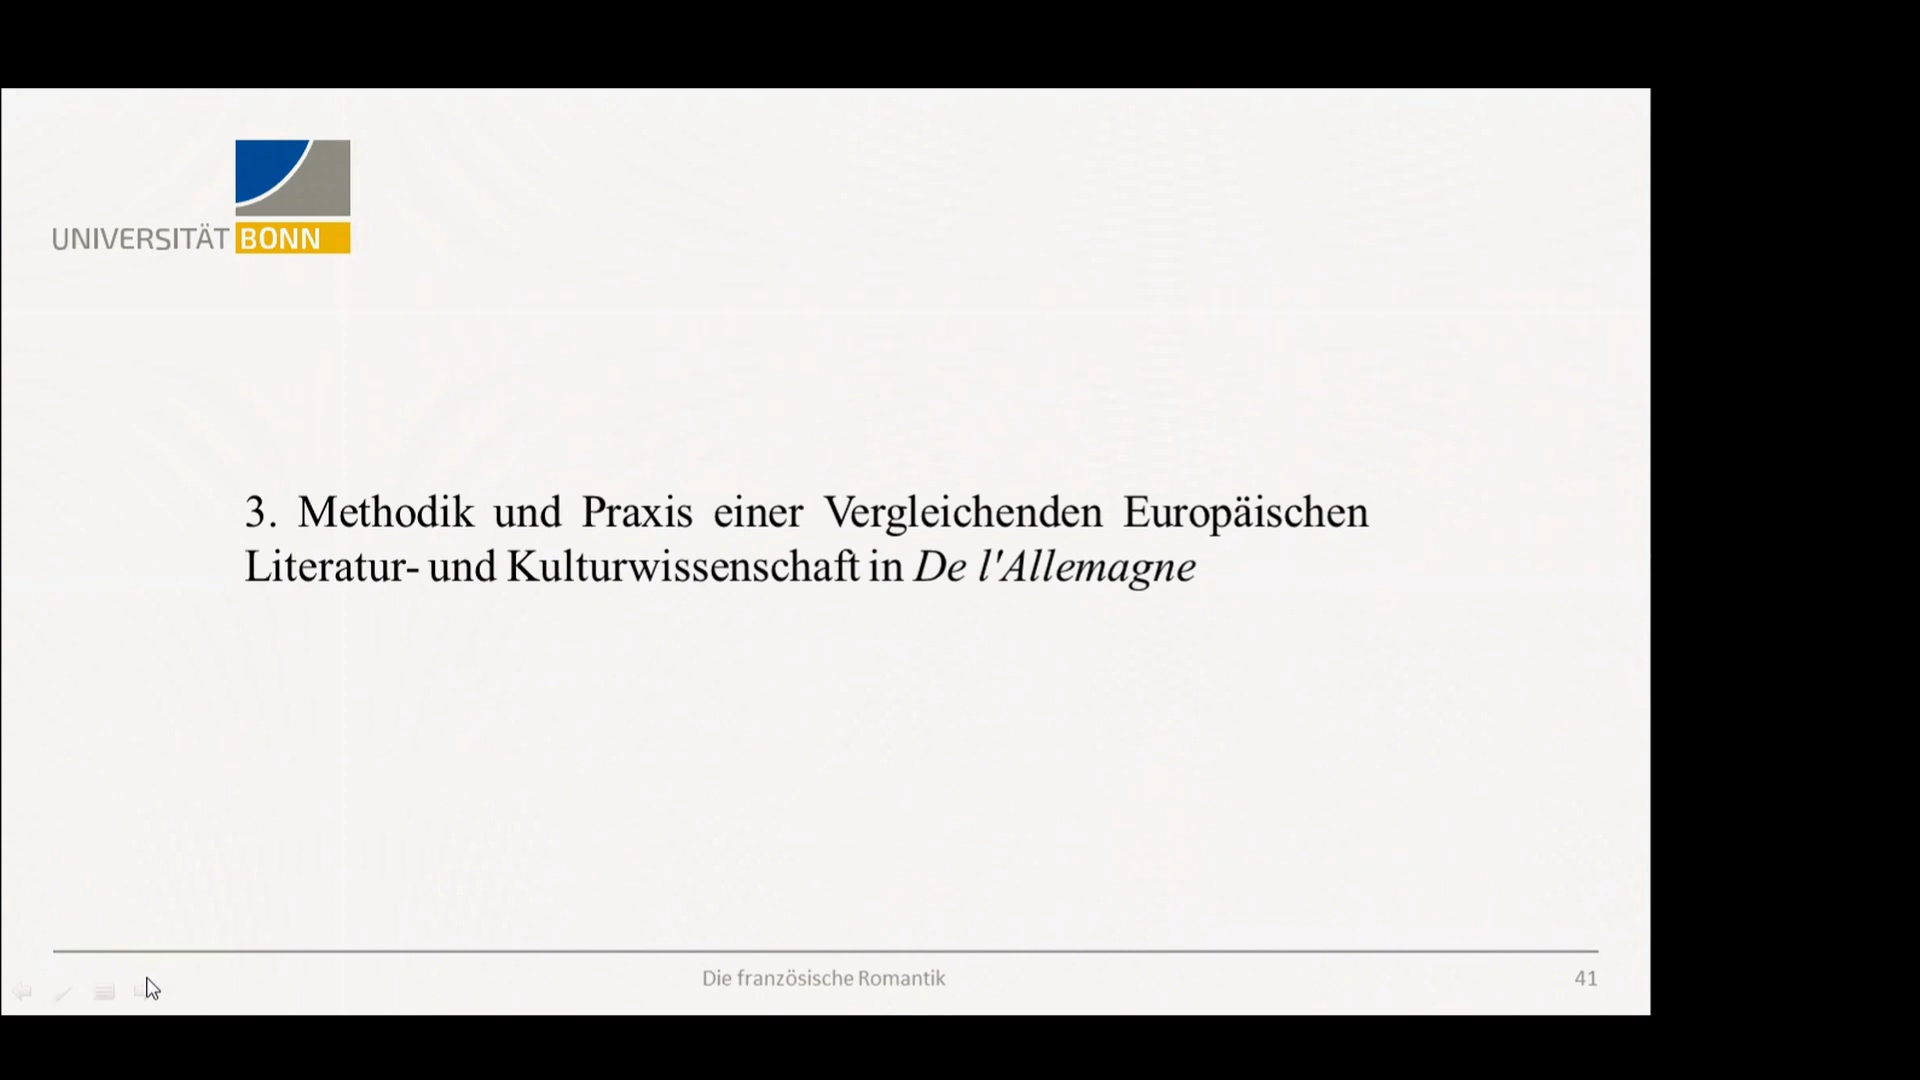 UNIVERSITÄT BONN
3. Methodik und Praxis einer Vergleichenden Europäischen
Literatur- und Kulturwissenschaft in De l'Allemagne
Die französische Romantik
41